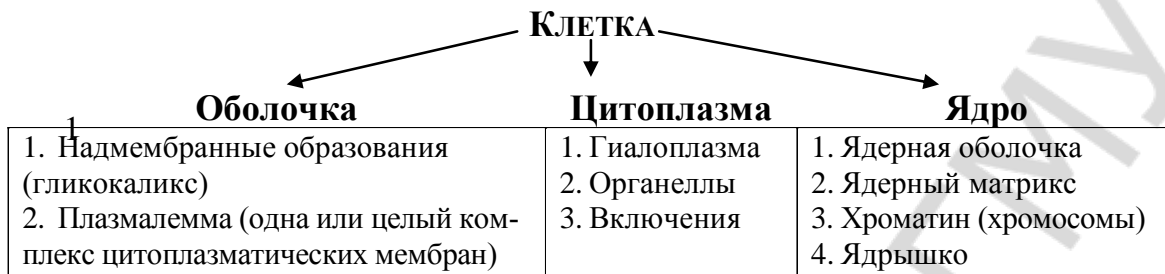 КЛЕТКА
Оболочка
Цитоплазма
Ядро
1
1. Надмембранные образования
(гликокаликс)
2. Плазмалемма (одна или целый ком-
плекс цитоплазматических мембран)
1. Гиалоплазма
2. Органеллы
3. Включения
1. Ядерная оболочка
2. Ядерный матрикс
3. Хроматин (хромосомы)
4. Ядрышко
ГМУ